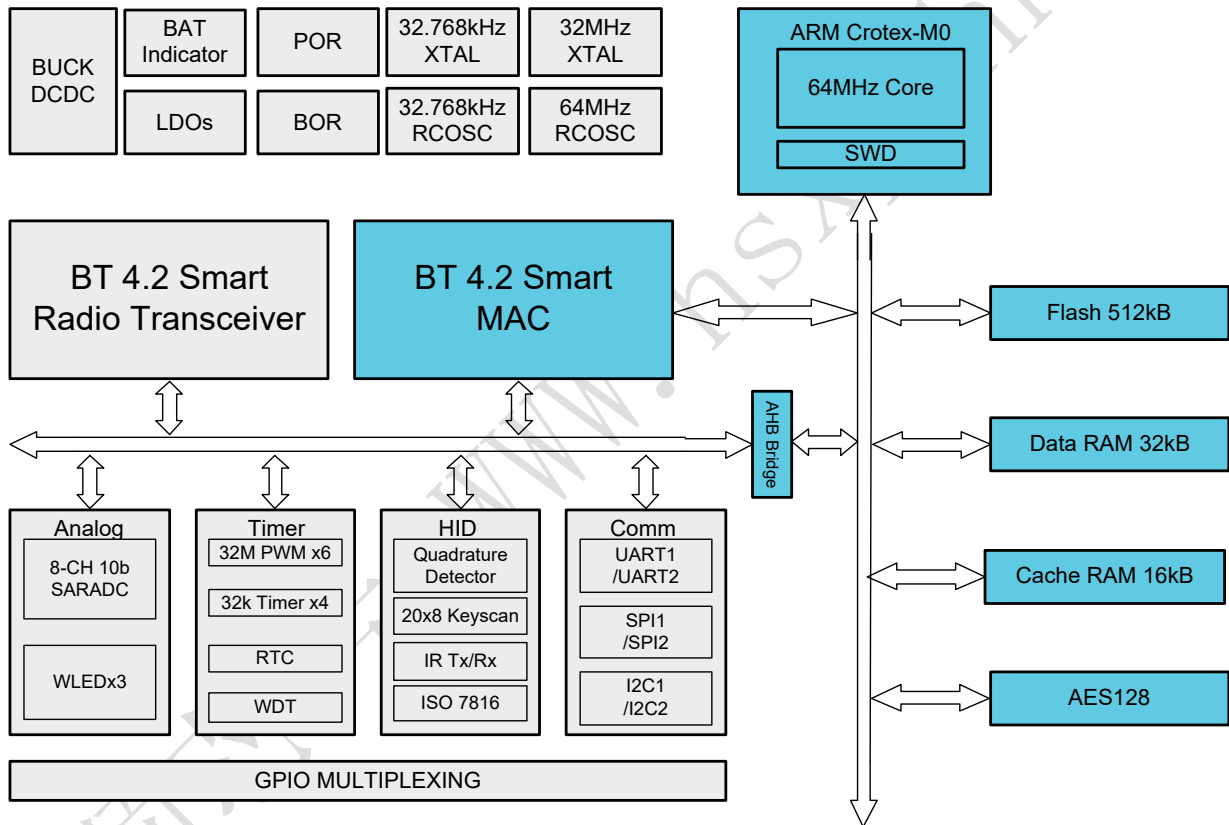 BUCK
DCDC
BAT
Indicator
POR
32.768kHz
XTAL
32MHz
XTAL
LDOs
BOR
32.768kHz
RCOSC
64MHz
RCOSC
ARM Crotex-M0
64MHz Core
SWD
BT 4.2 Smart
Radio Transceiver
BT 4.2 Smart
MAC
Flash 512kB
AHB Bridge
Data RAM 32kB
Cache RAM 16kB
AES128
Analog
8-CH 10b
SARADC
WLEDx3
Timer
32M PWM x6
32k Timer x4
RTC
WDT
HID
Quadrature
Detector
20x8 Keyscan
IR Tx/Rx
ISO 7816
Comm
UART1
/UART2
SPI1
/SPI2
I2C1
/I2C2
GPIO MULTIPLEXING